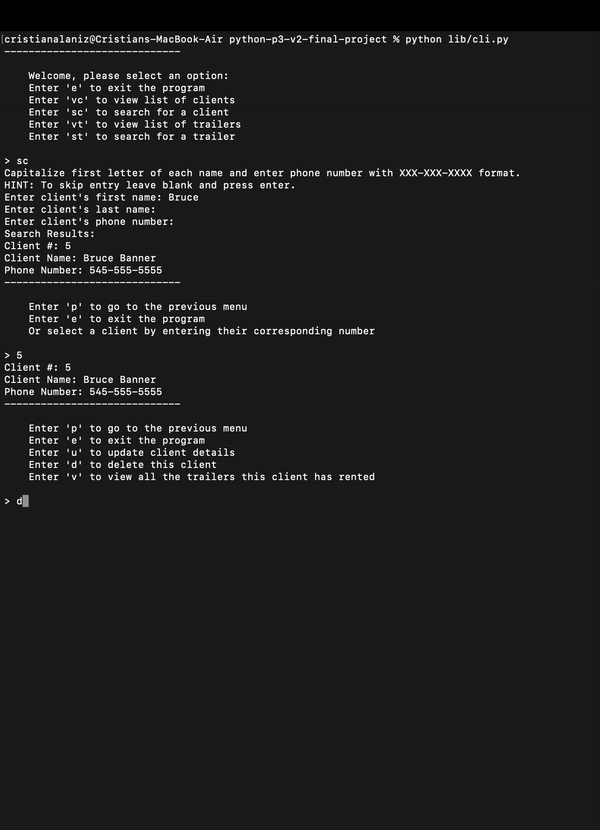 [cristianalaniz@Cristians-MacBook-Air python-p3-v2-final-project % python lib/cli.py
-----------------------------
Welcome, please select an option:
Enter 'e' to exit the program
Enter 'vc' to view list of clients
Enter 'sc' to search for a client
Enter 'vt' to view list of trailers
Enter 'st' to search for a trailer
> sc
Capitalize first letter of each name and enter phone number with XXX-XXX-XXXX format.
HINT: To skip entry leave blank and press enter.
Enter client's first name: Bruce
Enter client's last name:
Enter client's phone number:
Search Results:
Client #: 5
Client Name: Bruce Banner
Phone Number: 545-555-5555
-----------------------------
Enter 'p' to go to the previous menu
Enter 'e' to exit the program
Or select a client by entering their corresponding number
> 5
Client #: 5
Client Name: Bruce Banner
Phone Number: 545-555-5555
-----------------------------
Enter 'p' to go to the previous menu
Enter 'e' to exit the program
Enter 'u' to update client details
Enter 'd' to delete this client
Enter 'v' to view all the trailers this client has rented
> d